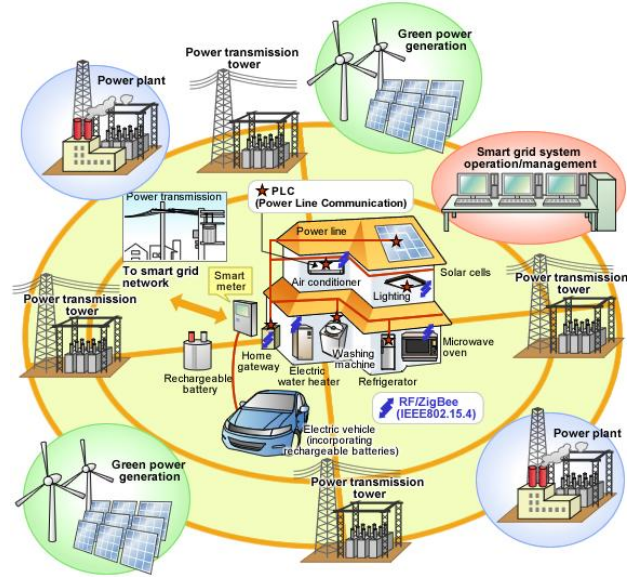 Power transmission
tower
Green power
generation
Power plant
Smart grid system
operation/management
PLC
(Power Line Communication)
Power transmission
Power line
To smart grid
network
Smart
meter
Air conditioner
Solar cells
Lighting
Power transmission
tower
Power transmission
tower
Rechargeable
battery
Home
gateway
Electric
water heater
Washing
machine
Refrigerator
Microwave
oven
RF/ZigBee
(IEEE802.15.4)
Electric vehicle
(incorporating
rechargeable batteries)
Power plant
Green power
generation
Power transmission
tower